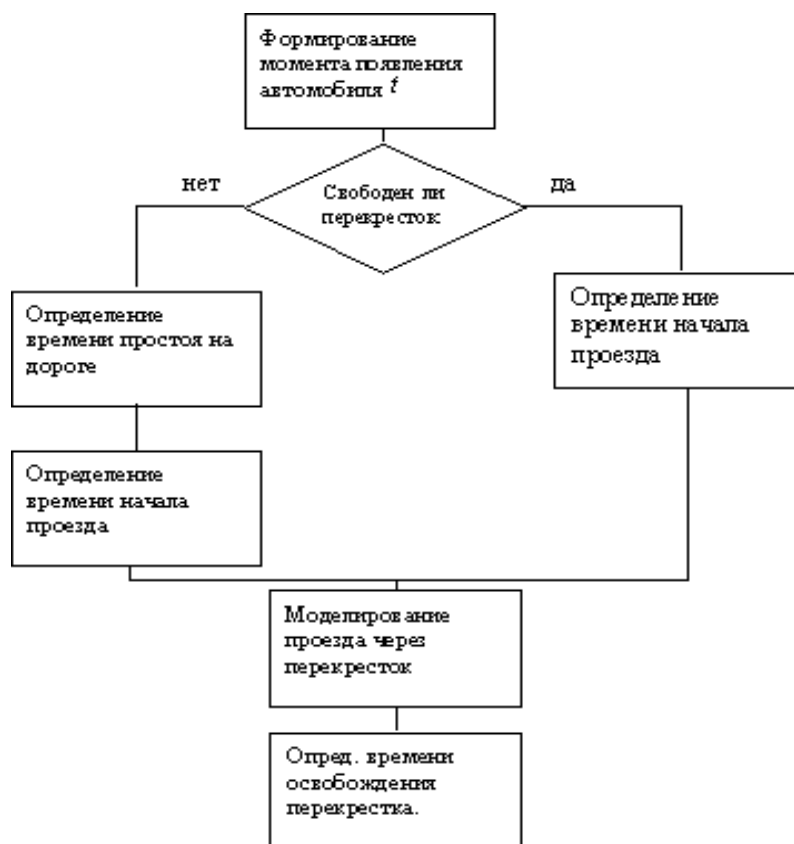 Формирование
момента появления
автомобиля t
нет
да
Свободен ли
перекресток
Определение
времени простоя на
дороге
Определение
времени начала
проезда
Определение
времени начала
проезда
Моделирование
проезда через
перекресток
Опред. времени
освобождения
перекрестка.